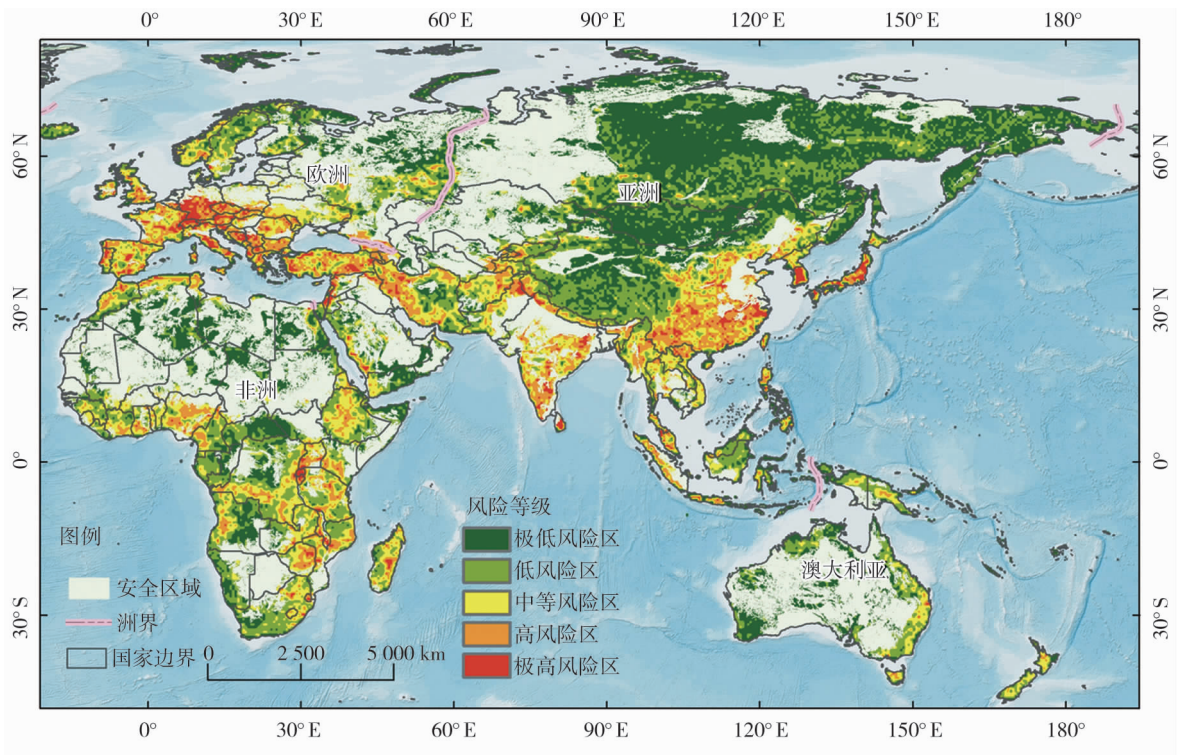 0° 30° E 60° E 90° E 120° E 150° E 180°
60° N
60° N
欧洲
亚洲
30° N
30° N
非洲
0°
0°
风险等级
图例
极低风险区
澳大利亚
低风险区
安全区域
中等风险区
洲界
30° S
30° S
高风险区
国家边界
0 2 500 5 000 km
极高风险区
0° 30° E 60° E 90° E 120° E 150° E 180°